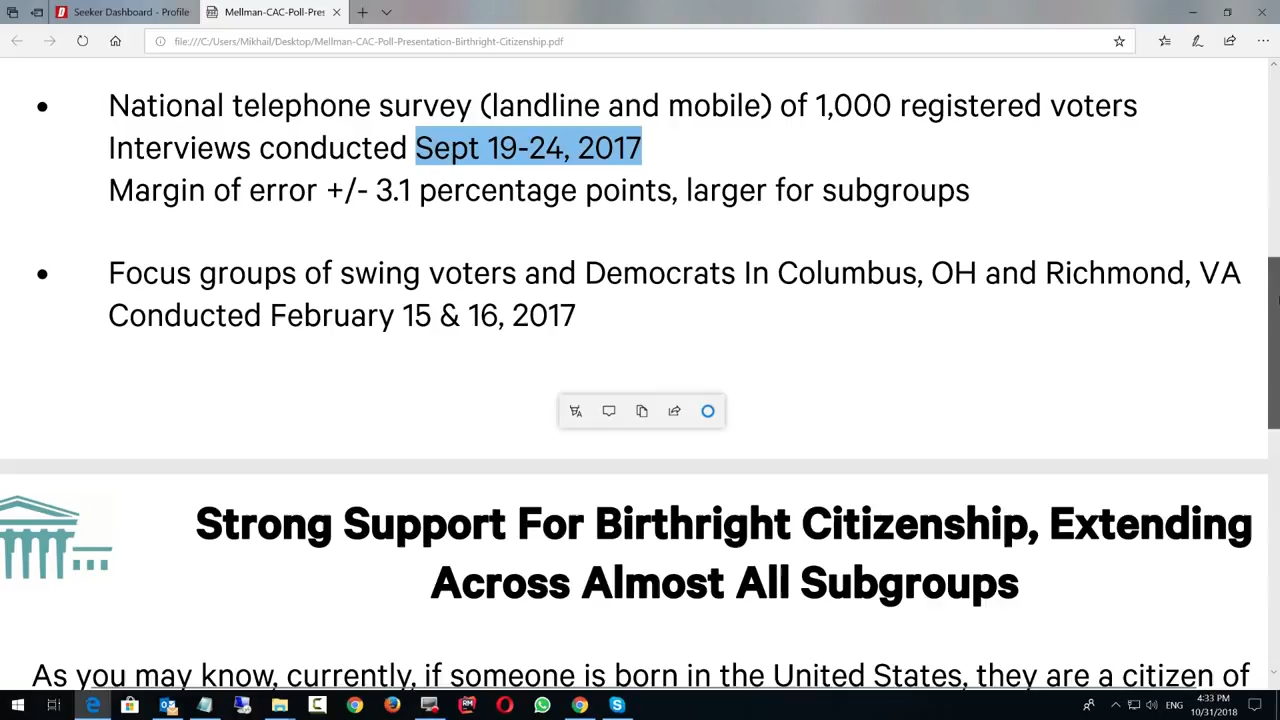 Seeker Dashboard - Profile
Mellman-CAC-Poll-Pres
file:///C:/Users/Mikhail/Desktop/Mellman-CAC-Poll-Presentation-Birthright-Citizenship.pdf
• National telephone survey (landline and mobile) of 1,000 registered voters
Interviews conducted Sept 19-24, 2017
Margin of error +/- 3.1 percentage points, larger for subgroups
• Focus groups of swing voters and Democrats In Columbus, OH and Richmond, VA
Conducted February 15 & 16, 2017
Strong Support For Birthright Citizenship, Extending
Across Almost All Subgroups
As you may know, currently, if someone is born in the United States, they are a citizen of
ENG
4:33 PM
10/31/2018